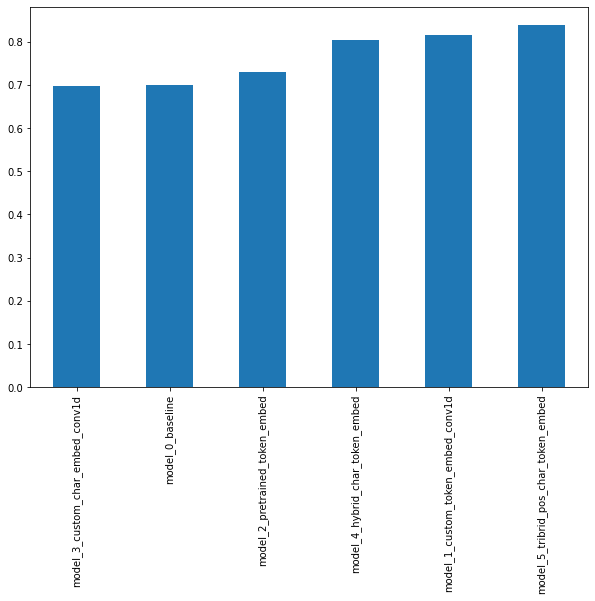 0.8
0.7
0.6
0.5
0.4
0.3
0.2
0.1
0.0
model_3_custom_char_embed_conv1d
model_0_baseline
model_2_pretrained_token_embed
model_4_hybrid_char_token_embed
model_1_custom_token_embed_conv1d
model_5_tribrid_pos_char_token_embed